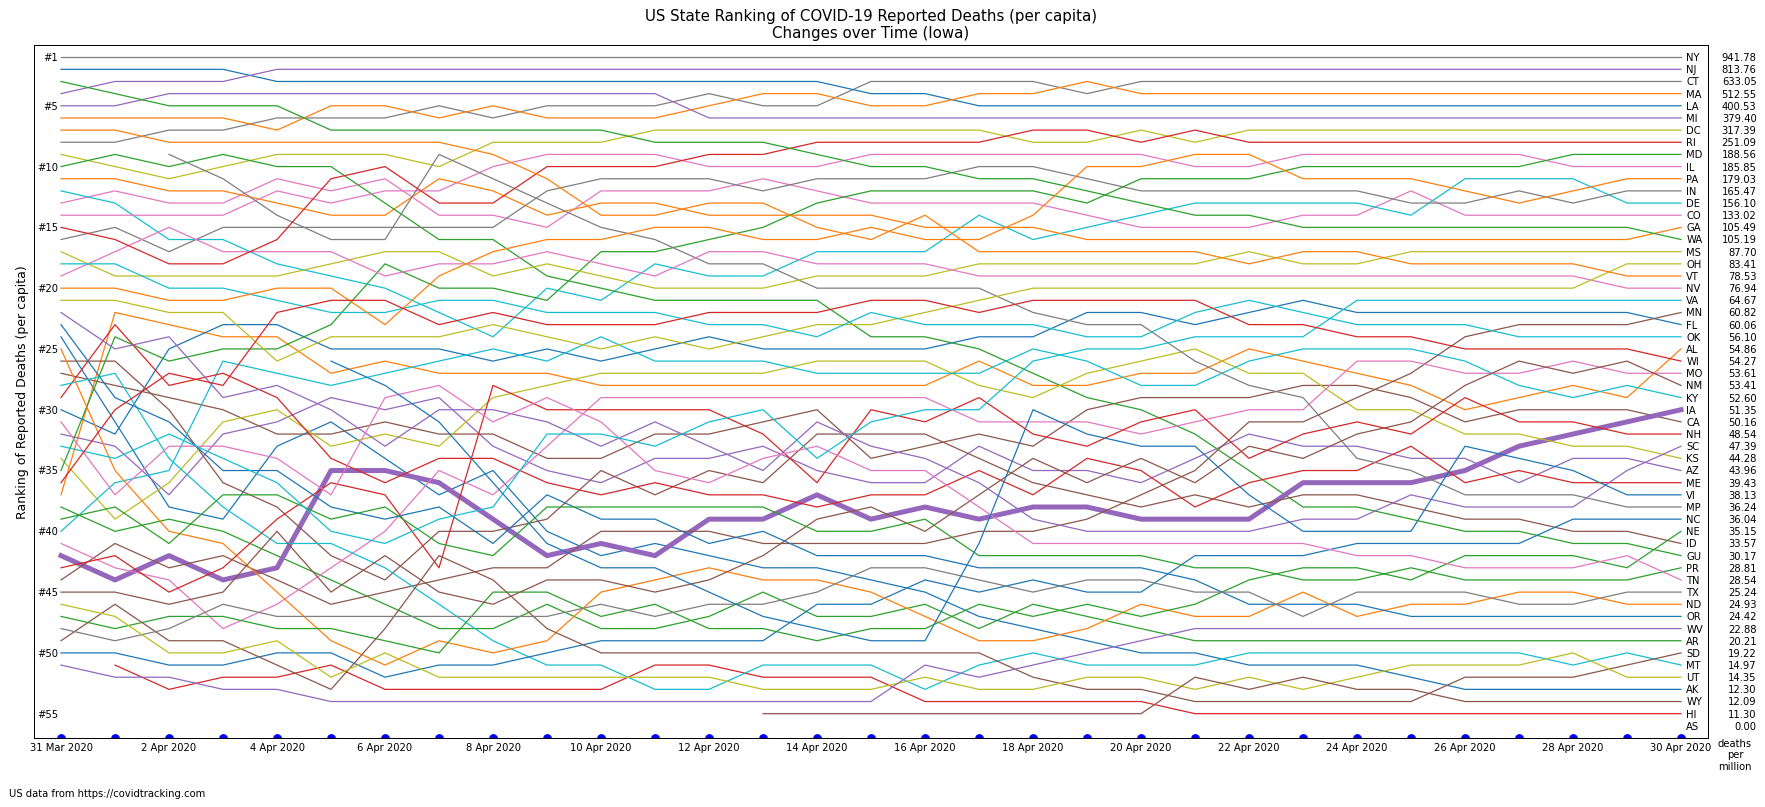 US State Ranking of COVID-19 Reported Deaths (per capita)
Changes over Time (Iowa)
Ranking of Reported Deaths (per capita)
#1
#5
#10
#15
#20
#25
#30
#35
#40
#45
#50
#55
NY 941.78
NJ 813.76
CT 633.05
MA 512.55
LA 400.53
MI 379.40
DC 317.39
RI 251.09
MD 188.56
IL 185.85
PA 179.03
IN 165.47
DE 156.10
CO 133.02
GA 105.49
WA 105.19
MS 87.70
OH 83.41
VT 78.53
NV 76.94
VA 64.67
MN 60.82
FL 60.06
OK 56.10
AL 54.86
WI 54.27
MO 53.61
NM 53.41
KY 52.60
IA 51.35
CA 50.16
NH 48.54
SC 47.39
KS 44.28
AZ 43.96
ME 39.43
VI 38.13
MP 36.24
NC 36.04
NE 35.15
ID 33.57
GU 30.17
PR 28.81
TN 28.54
TX 25.24
ND 24.93
OR 24.42
WV 22.88
AR 20.21
SD 19.22
MT 14.97
UT 14.35
AK 12.30
WY 12.09
HI 11.30
AS 0.00
31 Mar 2020 2 Apr 2020 4 Apr 2020 6 Apr 2020 8 Apr 2020 10 Apr 2020 12 Apr 2020 14 Apr 2020 16 Apr 2020 18 Apr 2020 20 Apr 2020 22 Apr 2020 24 Apr 2020 26 Apr 2020 28 Apr 2020 30 Apr 2020
deaths
per
million
US data from https://covidtracking.com